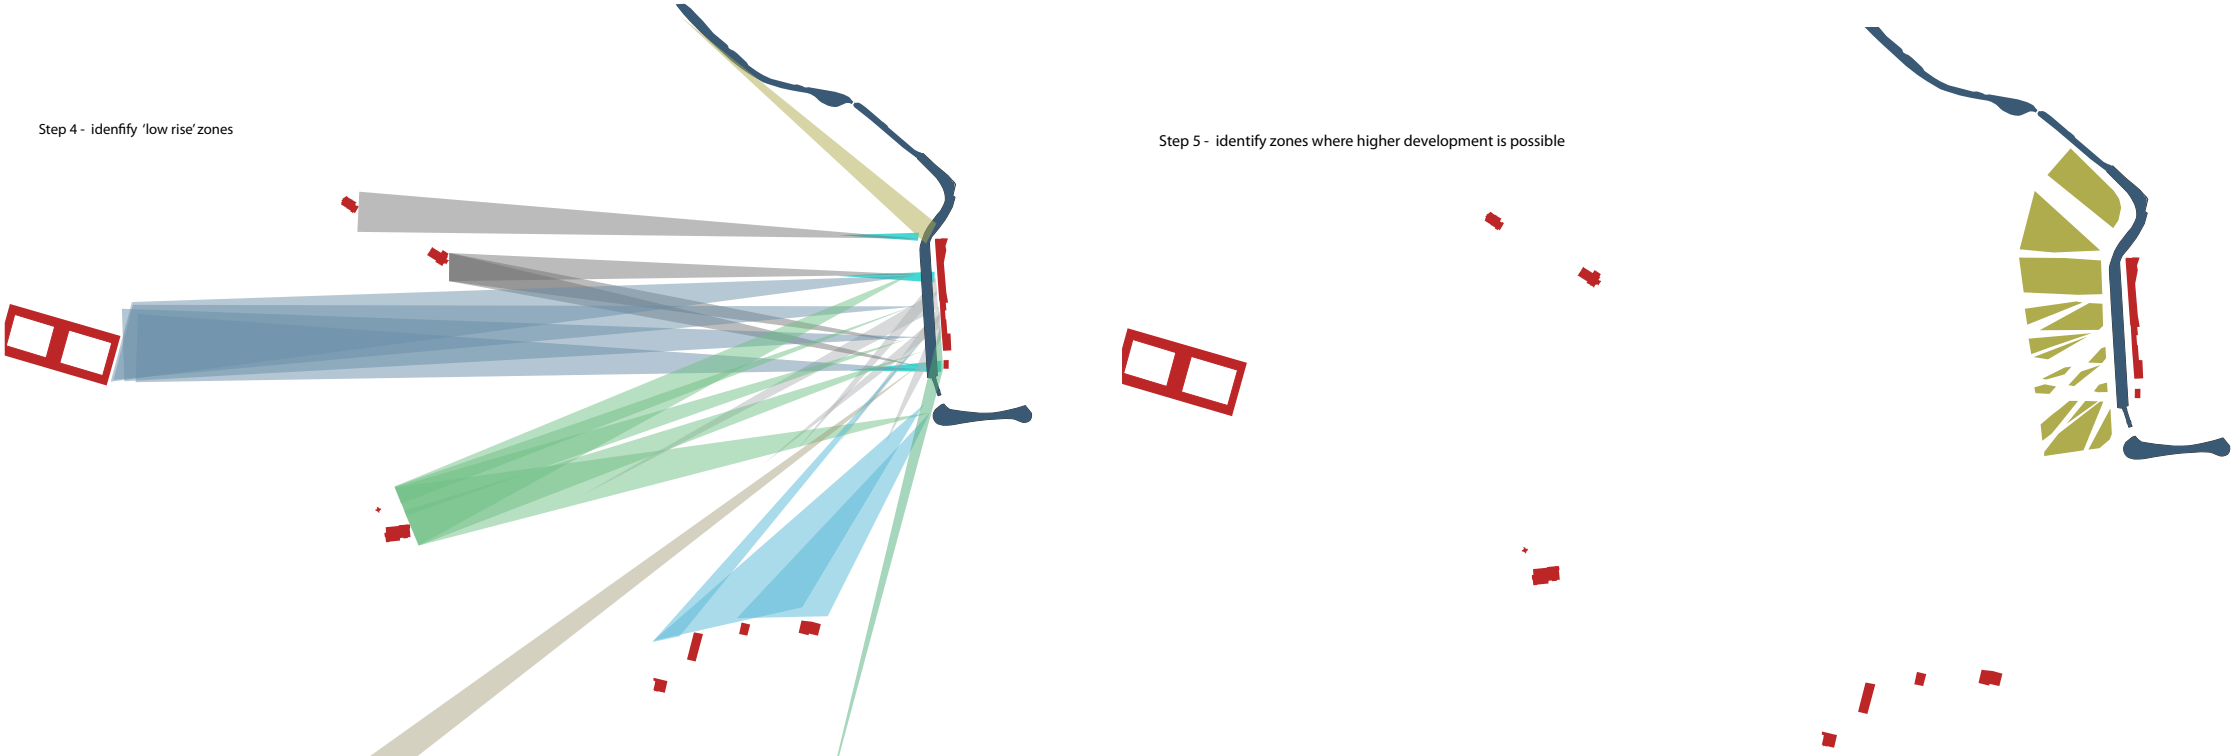 Step 4 - idenfify 'low rise' zones
Step 5 - identify zones where higher development is possible